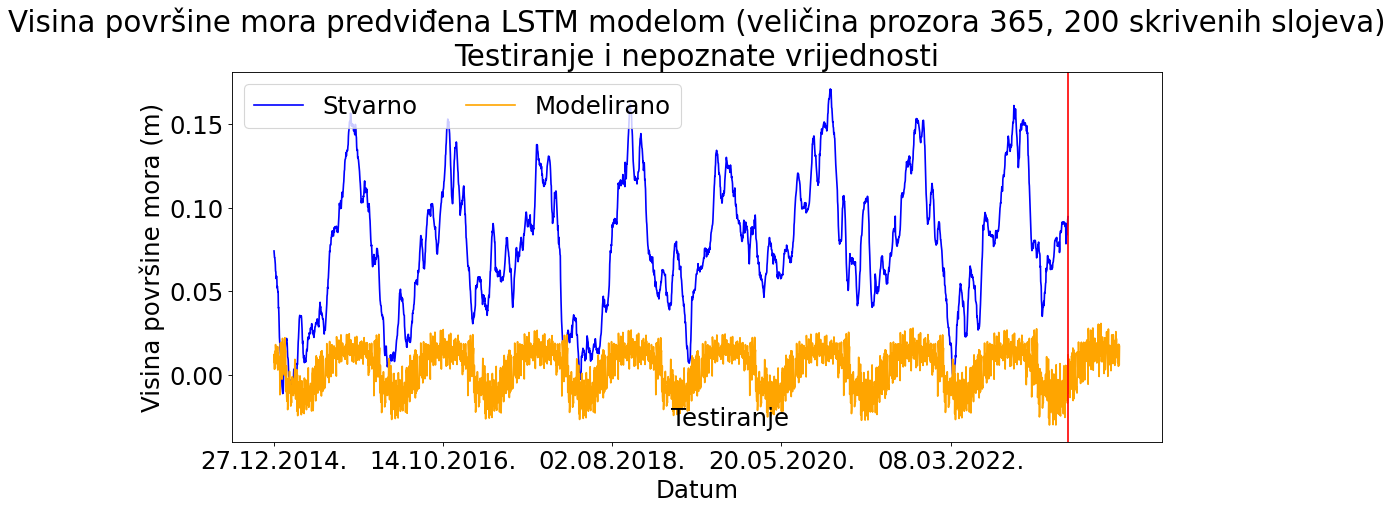 Visina površine mora predviđena LSTM modelom (veličina prozora 365, 200 skrivenih slojeva)
Testiranje i nepoznate vrijednosti
Stvarno
Modelirano
Visina površine mora (m)
0.15
0.10
0.05
0.00
Testiranje
27.12.2014.
14.10.2016.
02.08.2018.
20.05.2020.
08.03.2022.
Datum